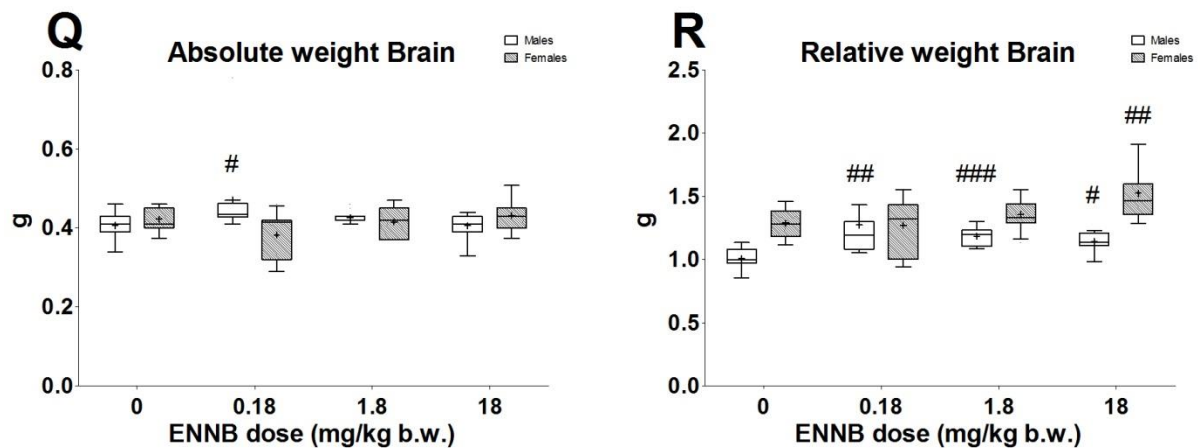 Q
Absolute weight Brain
Males
Females
0.8
0.6
0.4
0.2
0.0
g
#
0
0.18
1.8
18
ENNB dose (mg/kg b.w.)
R
Relative weight Brain
Males
Females
2.5
2.0
1.5
1.0
0.5
0.0
g
##
###
#
##
0
0.18
1.8
18
ENNB dose (mg/kg b.w.)